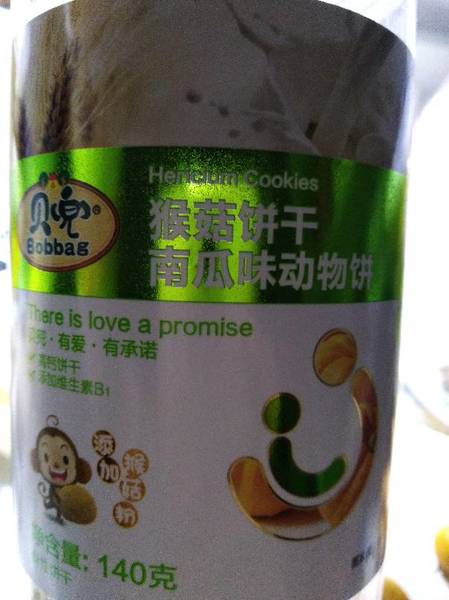 Hericium Cookies
贝兜®
Bobbag
猴菇饼干
南瓜味动物饼
There is love a promise
贝兜·有爱·有承诺
高钙饼干
添加维生素B1
添加
猴菇粉
净含量:140克